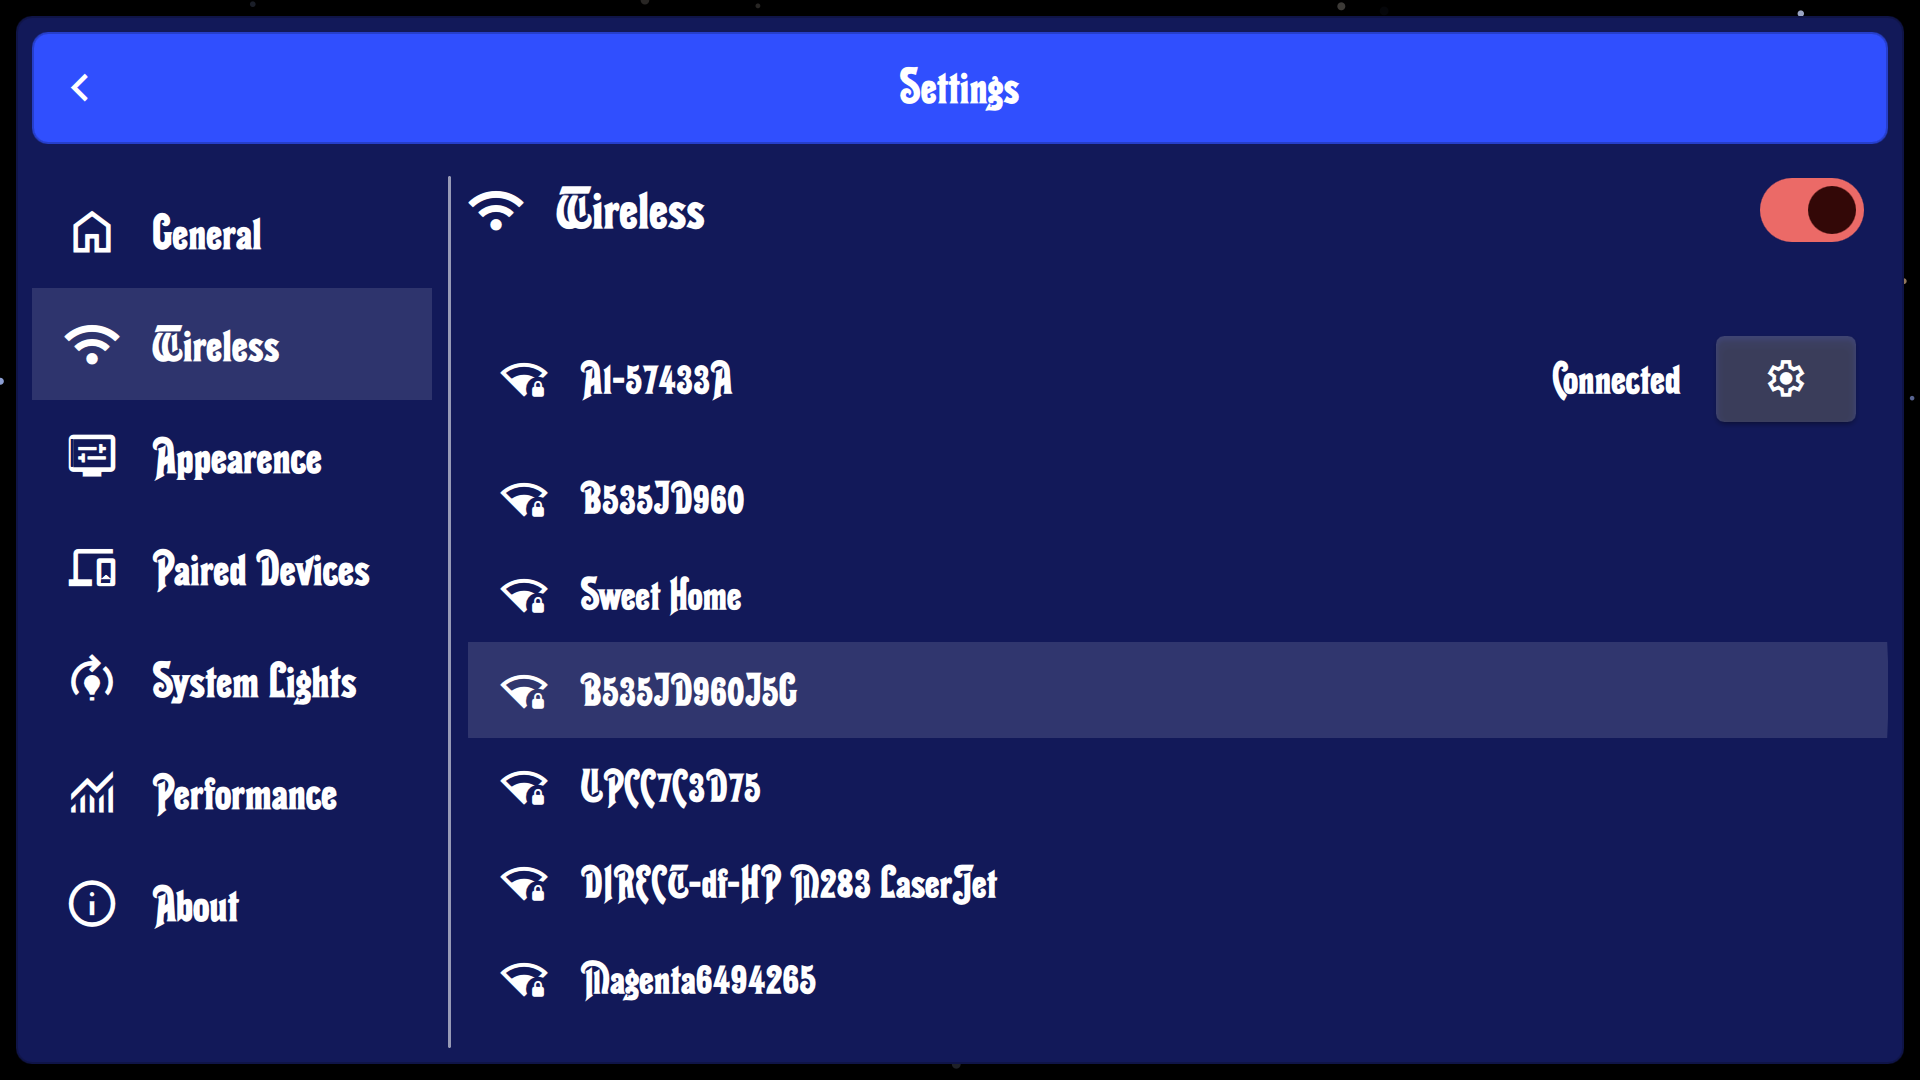 Settings
General
Wireless
Appearence
Paired Devices
System Lights
Performance
About
Wireless
A1-57433A
Connected
B535JD960
Sweet Home
B535JD960J5G
UPCC7C3D75
DIRECT-df-HP M283 LaserJet
Magenta6494265